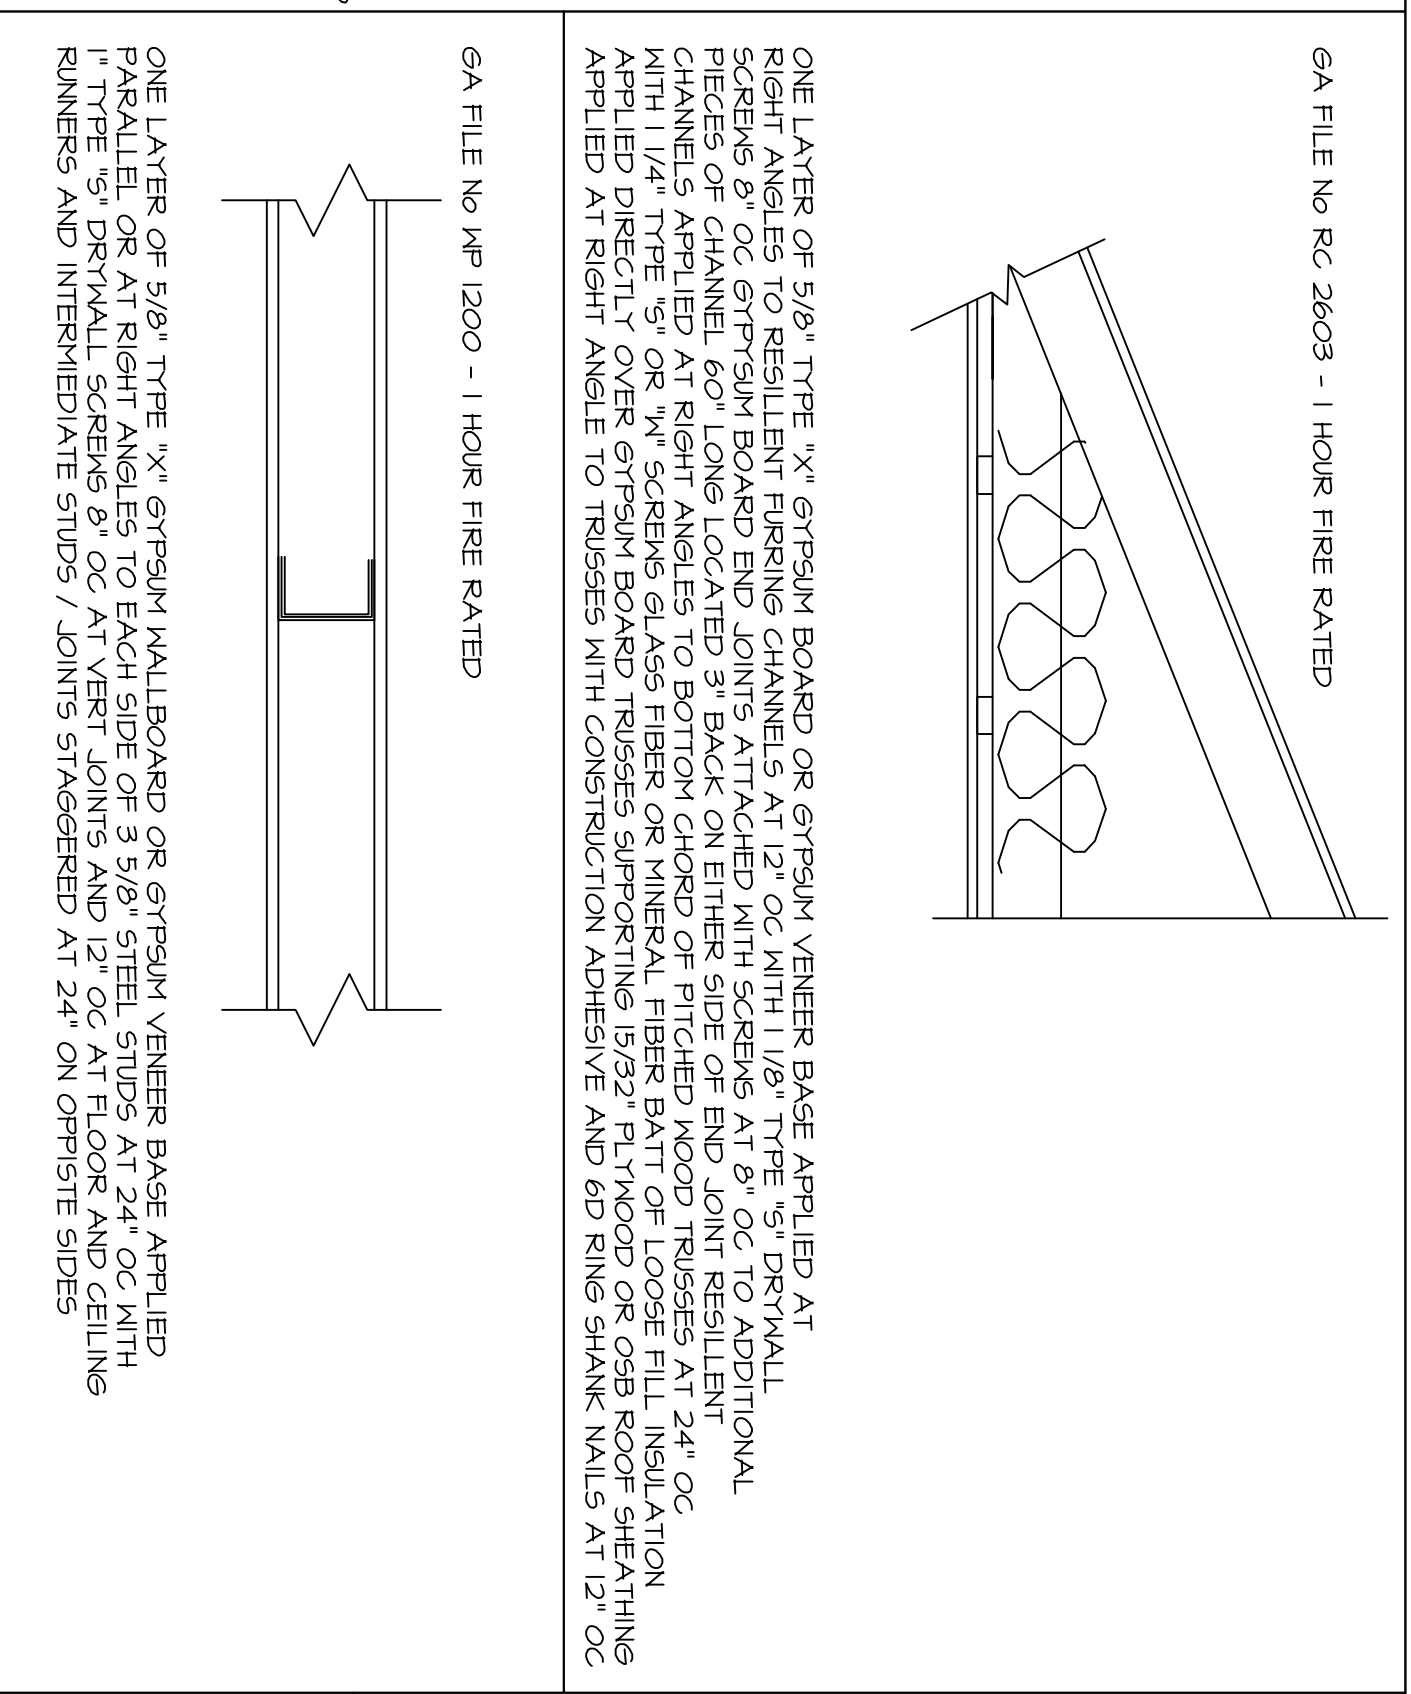 GA FILE No RC 2603 - 1 HOUR FIRE RATED
ONE LAYER OF 5/8" TYPE "X" GYPSUM BOARD OR GYPSUM VENEER BASE APPLIED AT
RIGHT ANGLES TO RESILLENT FURRING CHANNELS AT 12" OC WITH 1 1/8" TYPE "S" DRYWALL
SCREWS 8" OC GYPYSUM BOARD END JOINTS ATTACHED WITH SCREWS AT 8" OC TO ADDITIONAL
PIECES OF CHANNEL 60" LONG LOCATED 3" BACK ON EITHER SIDE OF END JOINT RESILLENT
CHANNELS APPLIED AT RIGHT ANGLES TO BOTTOM CHORD OF PITCHED WOOD TRUSSES AT 24" OC
WITH 1 1/4" TYPE "S" OR "W" SCREWS GLASS FIBER OR MINERAL FIBER BATT OF LOOSE FILL INSULATION
APPLIED DIRECTLY OVER GYPSUM BOARD TRUSSES SUPPORTING 15/32" PLYWOOD OR OSB ROOF SHEATHING
APPLIED AT RIGHT ANGLE TO TRUSSES WITH CONSTRUCTION ADHESIVE AND 6D RING SHANK NAILS AT 12" OC
GA FILE No WP 1200 - 1 HOUR FIRE RATED
ONE LAYER OF 5/8" TYPE "X" GYPSUM WALLBOARD OR GYPSUM VENEER BASE APPLIED
PARALLEL OR AT RIGHT ANGLES TO EACH SIDE OF 3 5/8" STEEL STUDS AT 24" OC WITH
1" TYPE "S" DRYWALL SCREWS 8" OC AT VERT JOINTS AND 12" OC AT FLOOR AND CEILING
RUNNERS AND INTERMIEDIATE STUDS / JOINTS STAGGERED AT 24" ON OPPISTE SIDES